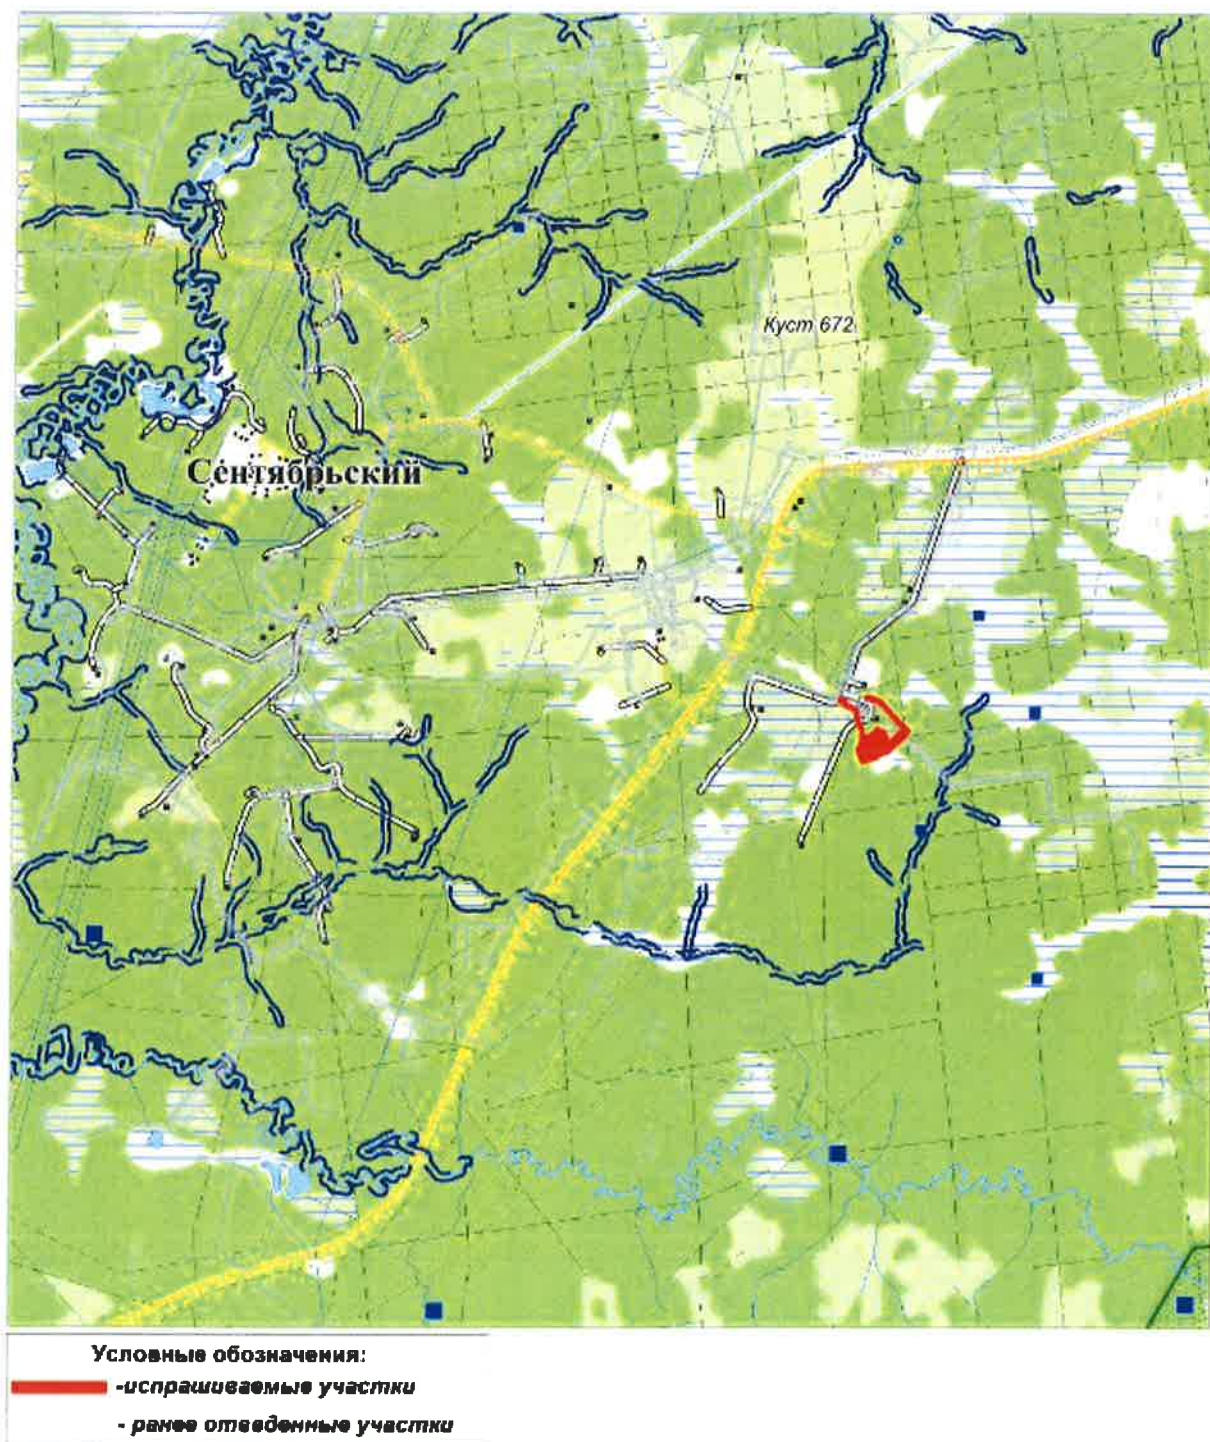 Куст 672
Сентябрьский
Условные обозначения:
-испрашиваемые участки
- ранее отведенные участки